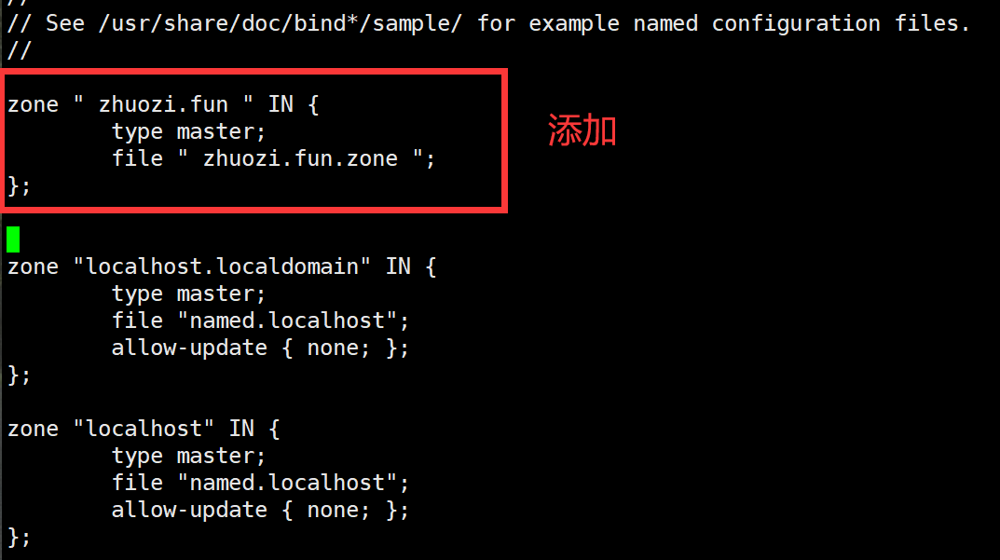 //
// See /usr/share/doc/bind*/sample/ for example named configuration files.
//
zone " zhuozi.fun " IN {
        type master;
        file " zhuozi.fun.zone ";
};
添加
zone "localhost.localdomain" IN {
        type master;
        file "named.localhost";
        allow-update { none; };
};
zone "localhost" IN {
        type master;
        file "named.localhost";
        allow-update { none; };
};